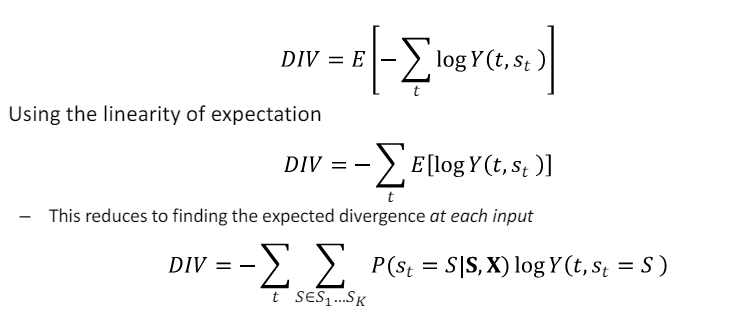 DIV = E[−∑_t log Y(t, s_t )]
Using the linearity of expectation
DIV = −∑_t E[log Y(t, s_t )]
– This reduces to finding the expected divergence at each input
DIV = −∑_t ∑_{S∈S_1…S_K} P(s_t = S|𝐒, 𝐗) log Y(t, s_t = S )